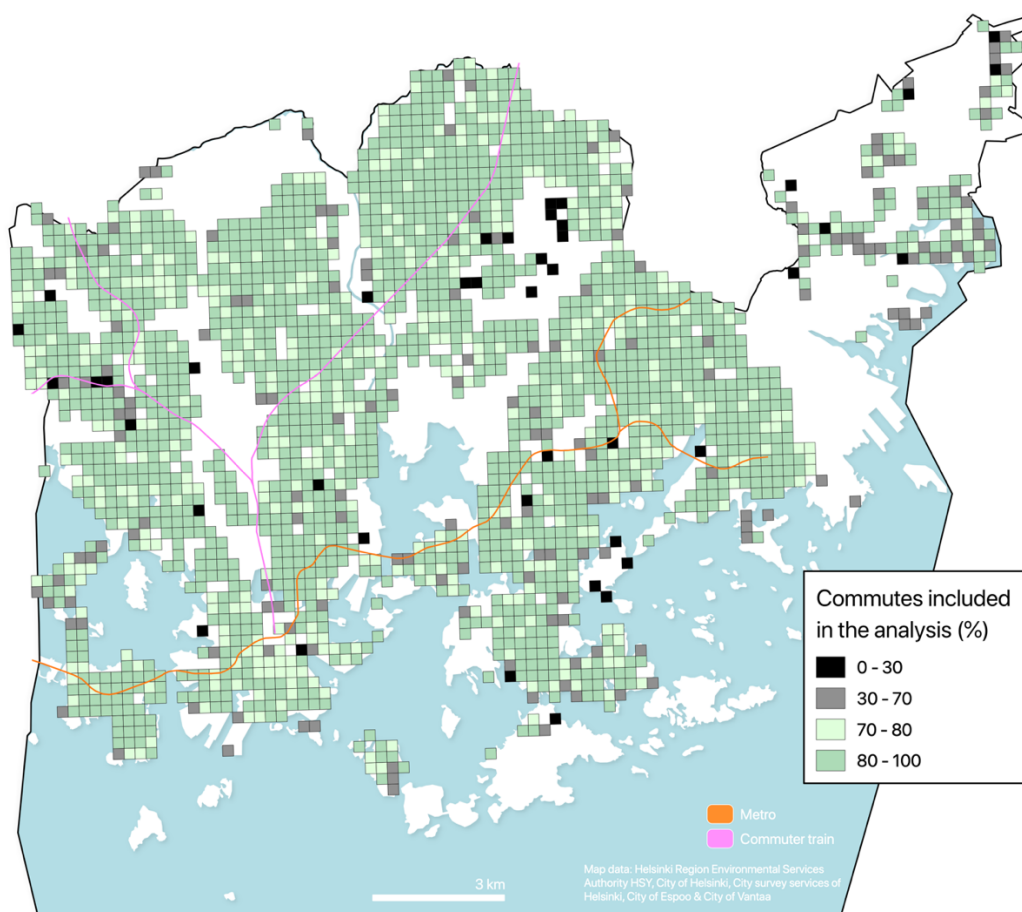 Commutes included
in the analysis (%)
0 - 30
30 - 70
70 - 80
80 - 100
Metro
Commuter train
3 km
Map data: Helsinki Region Environmental Services
Authority HSY, City of Helsinki, City survey services of
Helsinki, City of Espoo & City of Vantaa